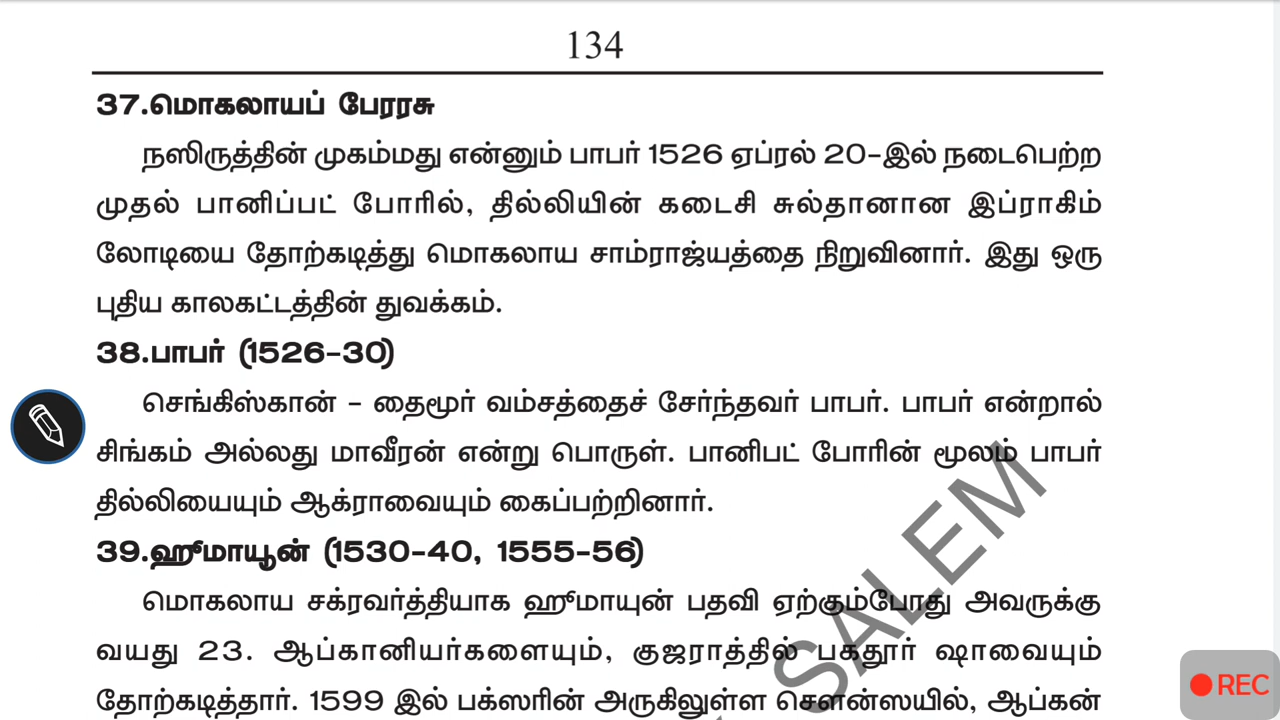 134
37.மொகலாயப் பேரரசு
நஸிருத்தின் முகம்மது என்னும் பாபர் 1526 ஏப்ரல் 20-இல் நடைபெற்ற
முதல் பானிப்பட் போரில், தில்லியின் கடைசி சுல்தானான இப்ராகிம்
லோடியை தோற்கடித்து மொகலாய சாம்ராஜ்யத்தை நிறுவினார். இது ஒரு
புதிய காலகட்டத்தின் துவக்கம்.
38.பாபர் (1526-30)
செங்கிஸ்கான் - தைமூர் வம்சத்தைச் சேர்ந்தவர் பாபர். பாபர் என்றால்
சிங்கம் அல்லது மாவீரன் என்று பொருள். பானிபட் போரின் மூலம் பாபர்
தில்லியையும் ஆக்ராவையும் கைப்பற்றினார்.
39.ஹூமாயூன் (1530-40, 1555-56)
மொகலாய சக்ரவர்த்தியாக ஹூமாயுன் பதவி ஏற்கும்போது அவருக்கு
வயது 23. ஆப்கானியர்களையும், குஜராத்தில் பகதூர் ஷாவையும்
தோற்கடித்தார். 1599 இல் பக்ஸரின் அருகிலுள்ள சௌன்ஸயில், ஆப்கன்
SALEM
REC